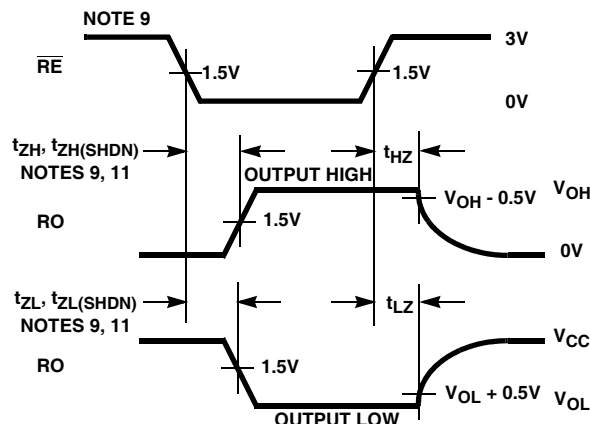 NOTE 9
3V
RE
1.5V
1.5V
0V
tZH, tZH(SHDN)
NOTES 9, 11
tHZ
OUTPUT HIGH
VOH - 0.5V
VOH
RO
1.5V
0V
tZL, tZL(SHDN)
NOTES 9, 11
tLZ
VCC
RO
1.5V
VOL + 0.5V
VOL
OUTPUT LOW